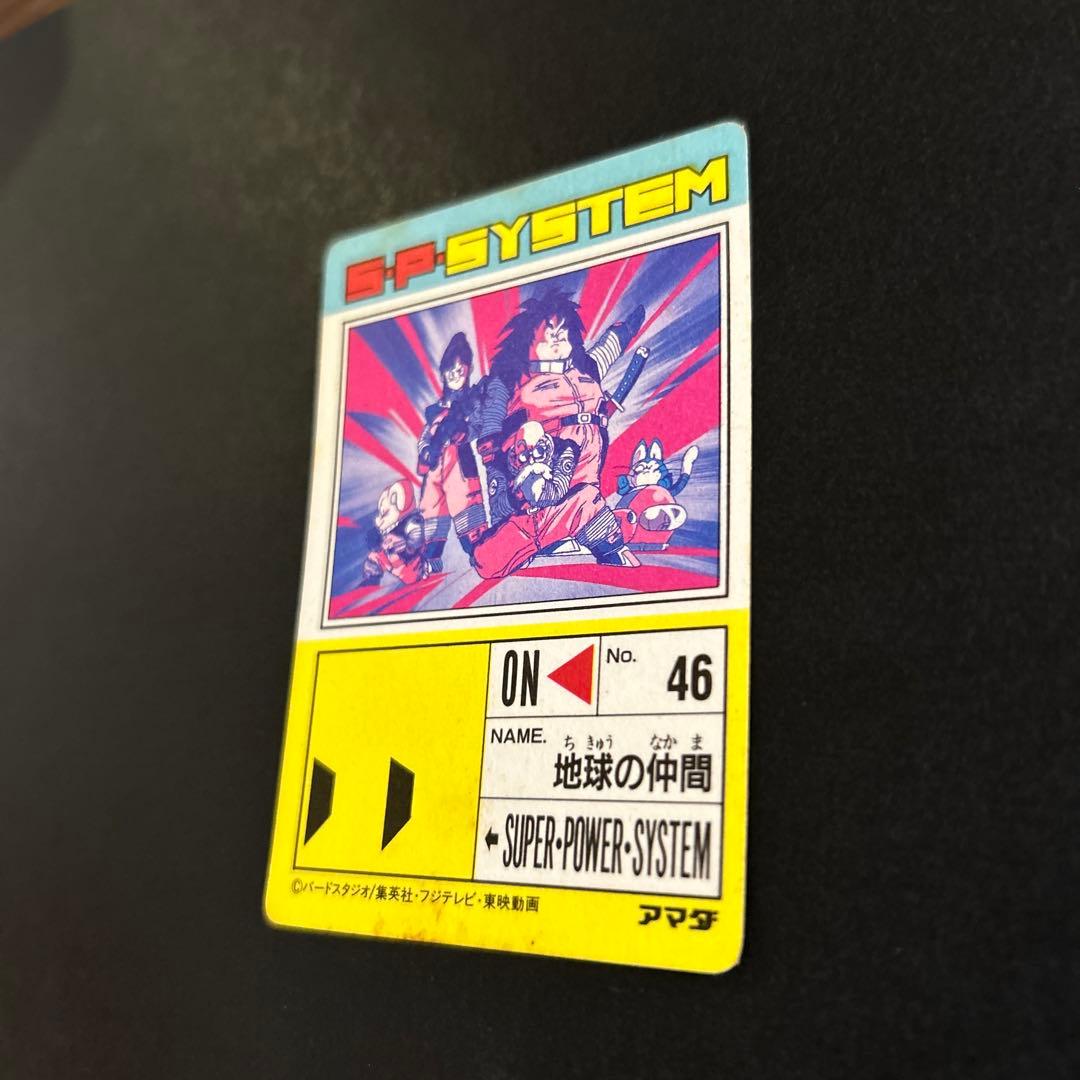 S・P・SYSTEM
ON
No.
46
NAME.
ち きゅう なか ま
地球の仲間
SUPER・POWER・SYSTEM
©バードスタジオ/集英社・フジテレビ・東映動画
アマダ